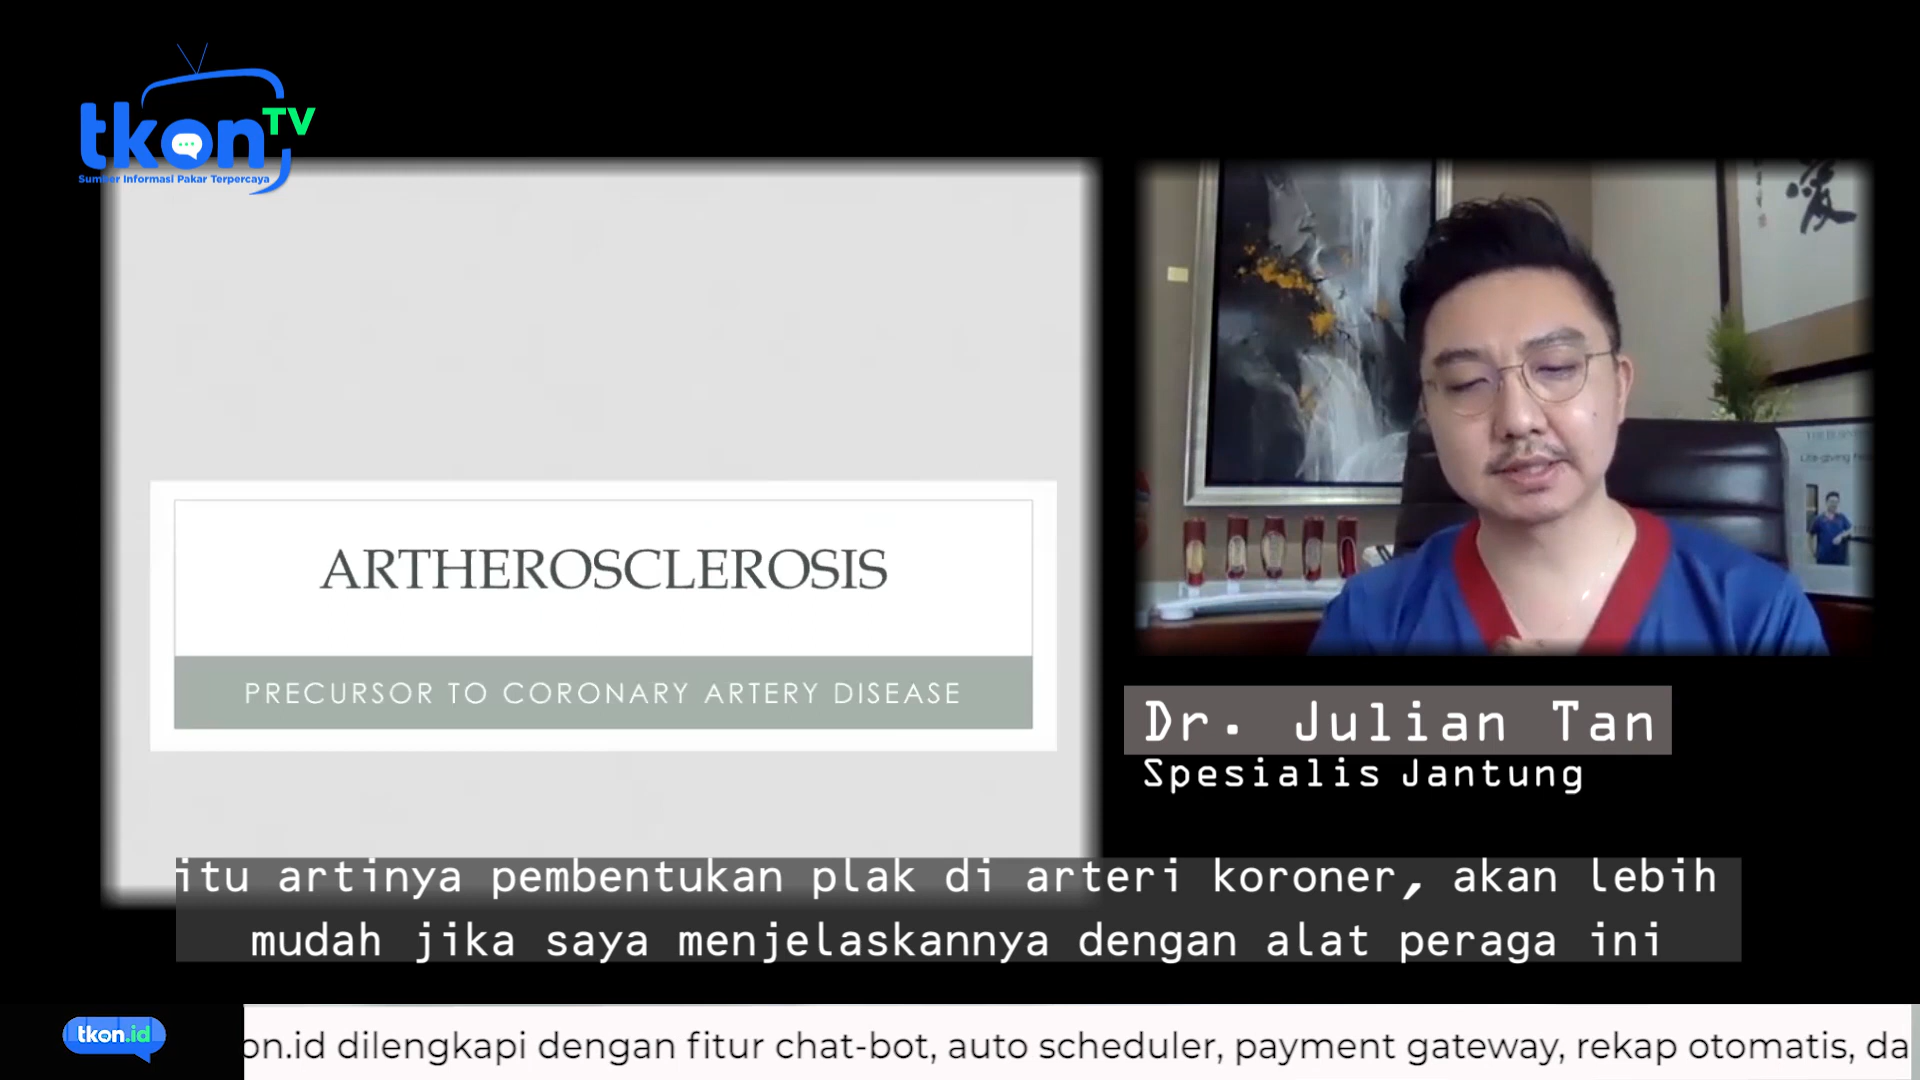 tkon TV
Sumber Informasi Pakar Terpercaya
ARTHEROSCLEROSIS
PRECURSOR TO CORONARY ARTERY DISEASE
Dr. Julian Tan
Spesialis Jantung
itu artinya pembentukan plak di arteri koroner, akan lebih
mudah jika saya menjelaskannya dengan alat peraga ini
tkon.id
on.id dilengkapi dengan fitur chat-bot, auto scheduler, payment gateway, rekap otomatis, da